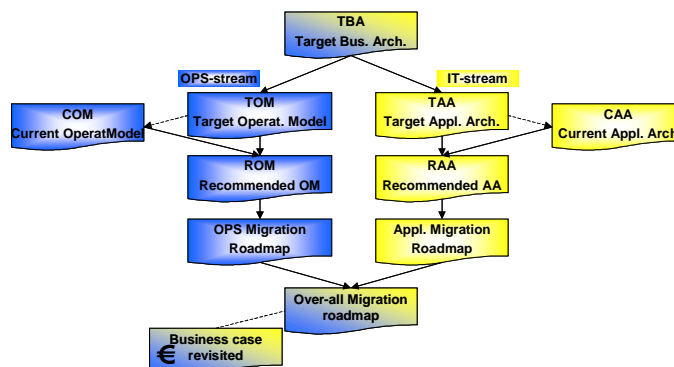 TBA
Target Bus. Arch.
OPS-stream
IT-stream
COM
Current OperatModel
TOM
Target Operat. Model
TAA
Target Appl. Arch.
CAA
Current Appl. Arch
ROM
Recommended OM
RAA
Recommended AA
OPS Migration
Roadmap
Appl. Migration
Roadmap
Over-all Migration
roadmap
Business case
€ revisited